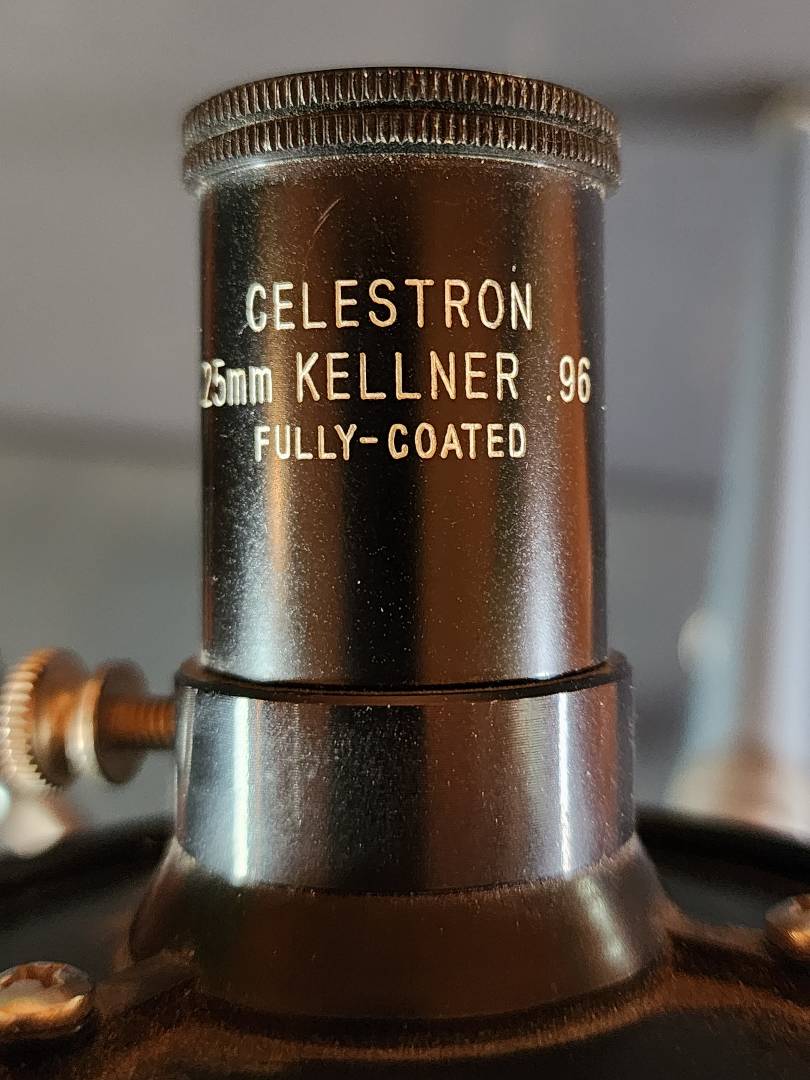 CELESTRON
25mm KELLNER .96
FULLY-COATED